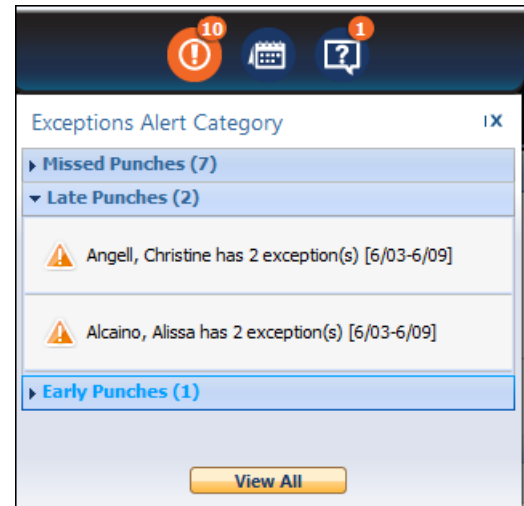 10
1
Exceptions Alert Category
Missed Punches (7)
Late Punches (2)
Angell, Christine has 2 exception(s) [6/03-6/09]
Alcaino, Alissa has 2 exception(s) [6/03-6/09]
Early Punches (1)
View All